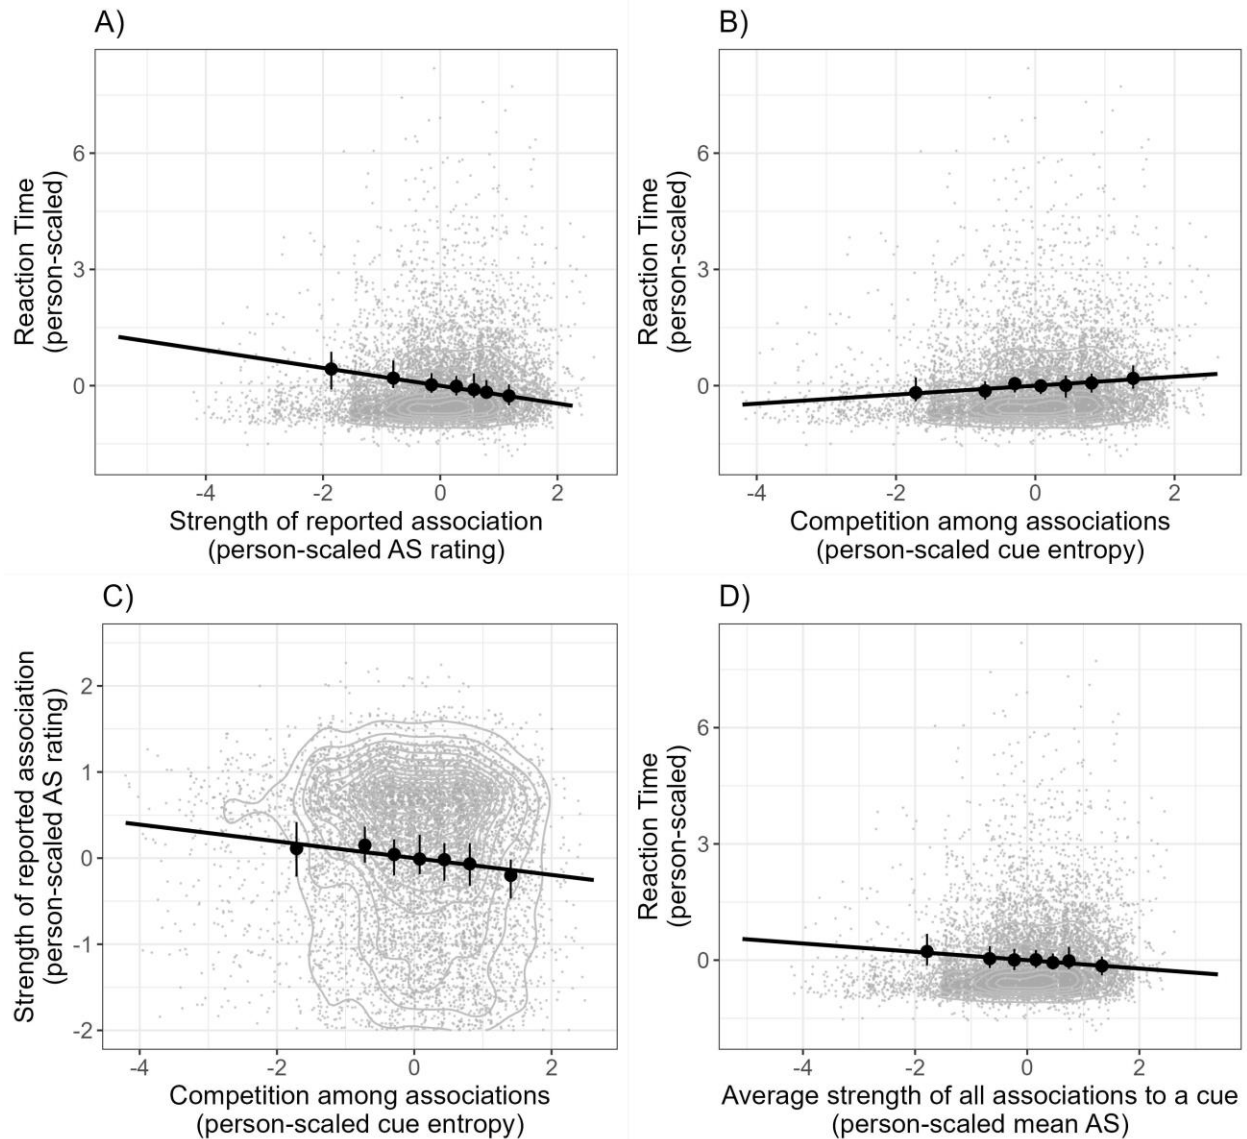 A)
Reaction Time
(person-scaled)
6
3
0
-4 -2 0 2
Strength of reported association
(person-scaled AS rating)
B)
Reaction Time
(person-scaled)
6
3
0
-4 -2 0 2
Competition among associations
(person-scaled cue entropy)
C)
Strength of reported association
(person-scaled AS rating)
2
1
0
-1
-2
-4 -2 0 2
Competition among associations
(person-scaled cue entropy)
D)
Reaction Time
(person-scaled)
6
3
0
-4 -2 0 2
Average strength of all associations to a cue
(person-scaled mean AS)